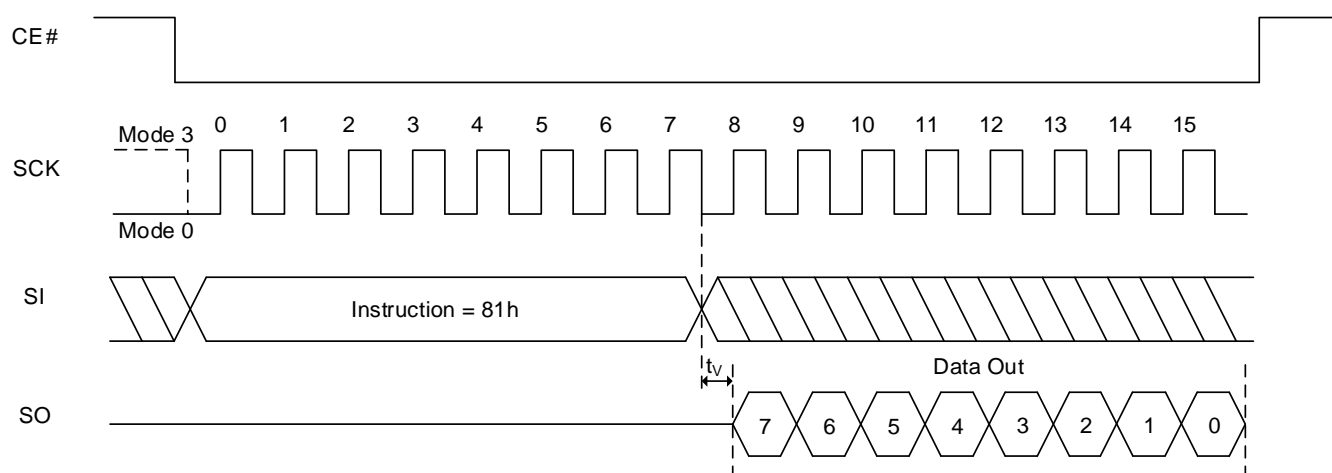 CE#
0 1 2 3 4 5 6 7 8 9 10 11 12 13 14 15
Mode 3
SCK
Mode 0
SI
Instruction = 81h
tV
Data Out
SO
7 6 5 4 3 2 1 0